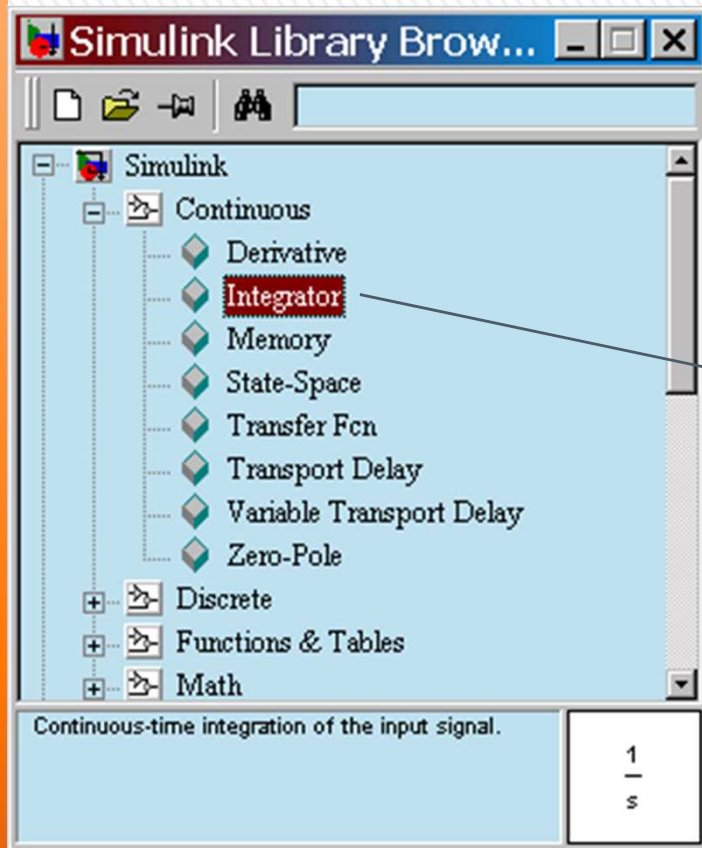 Simulink Library Brow...
Simulink
Continuous
Derivative
Integrator
Memory
State-Space
Transfer Fcn
Transport Delay
Variable Transport Delay
Zero-Pole
Discrete
Functions & Tables
Math
Continuous-time integration of the input signal.
1
s